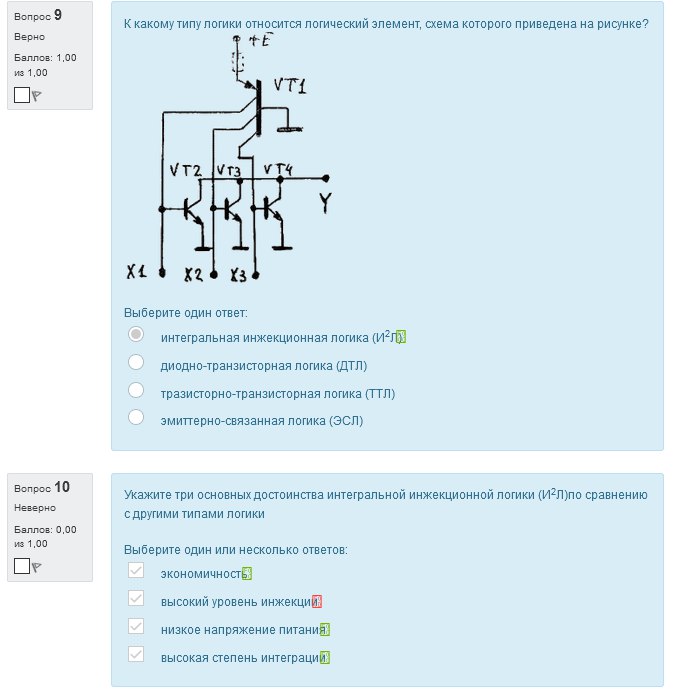 Вопрос 9
Верно
Баллов: 1,00
из 1,00
К какому типу логики относится логический элемент, схема которого приведена на рисунке?
+E
VT1
VT2 VT3 VT4
Y
X1 X2 X3
Выберите один ответ:
интегральная инжекционная логика (И²Л)
диодно-транзисторная логика (ДТЛ)
тразисторно-транзисторная логика (ТТЛ)
эмиттерно-связанная логика (ЭСЛ)
Вопрос 10
Неверно
Баллов: 0,00
из 1,00
Укажите три основных достоинства интегральной инжекционной логики (И²Л)по сравнению
с другими типами логики
Выберите один или несколько ответов:
экономичность
высокий уровень инжекции
низкое напряжение питания
высокая степень интеграции